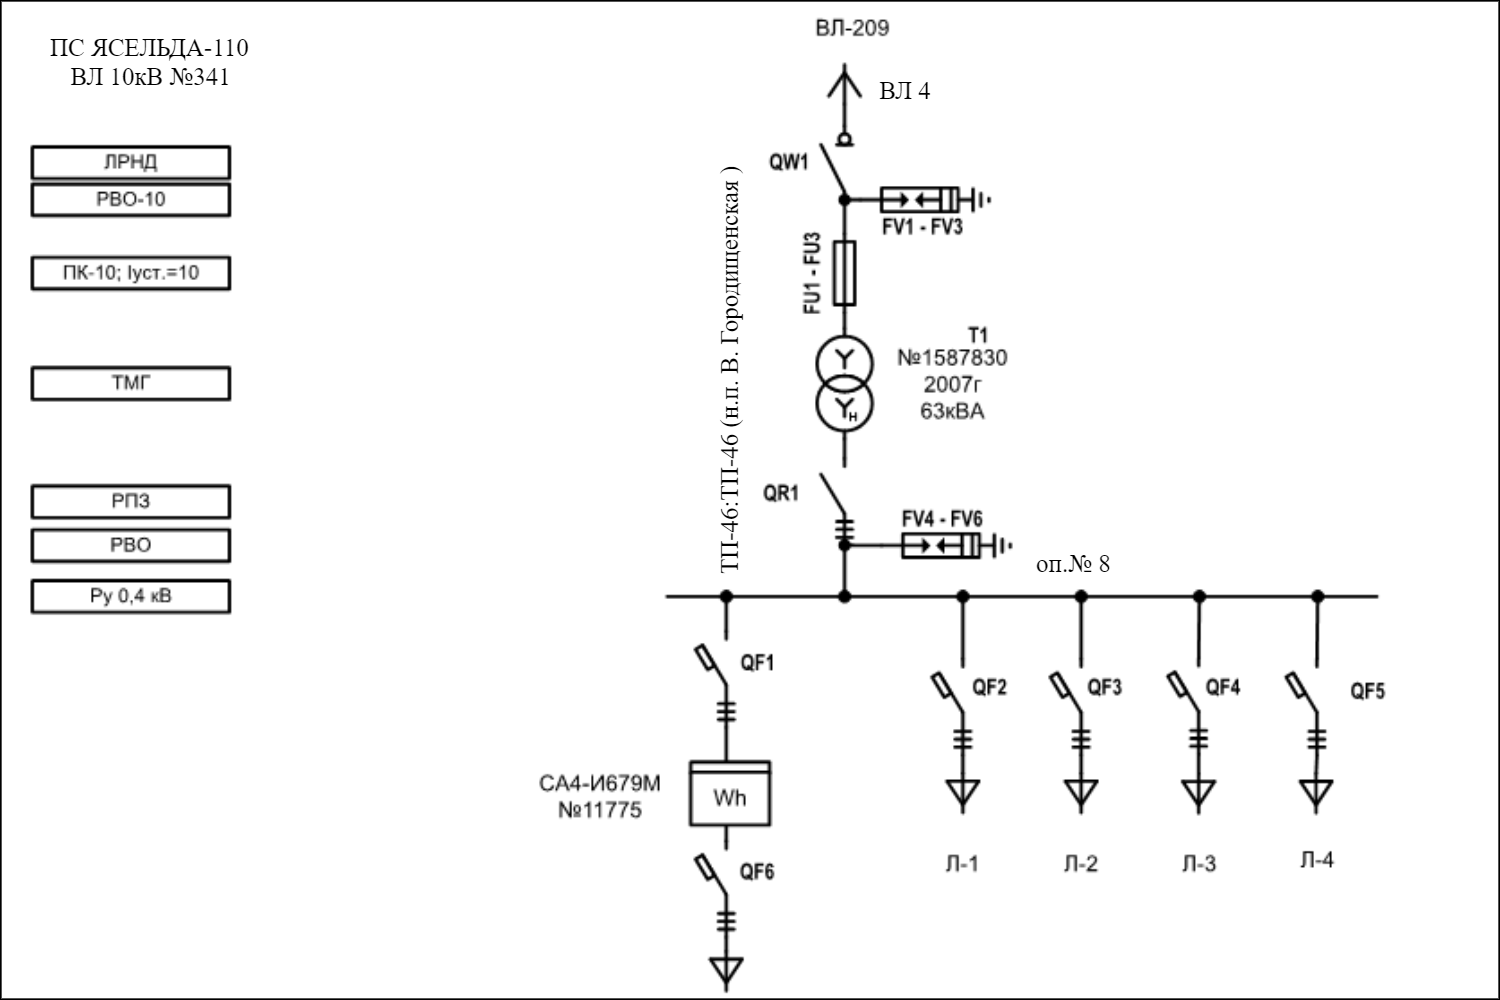 ПС ЯСЕЛЬДА-110
ВЛ 10кВ №341
ЛРНД
РВО-10
ПК-10; Iуст.=10
ТМГ
РПЗ
РВО
Ру 0,4 кВ
ТП-46:ТП-46 (н.п. В. Городищенская )
ВЛ-209
ВЛ 4
QW1
FV1 - FV3
FU1 - FU3
T1
№1587830
2007г
63кВА
Y
Yн
QR1
FV4 - FV6
оп.№ 8
QF1
QF2
QF3
QF4
QF5
СА4-И679М
№11775
Wh
QF6
Л-1
Л-2
Л-3
Л-4